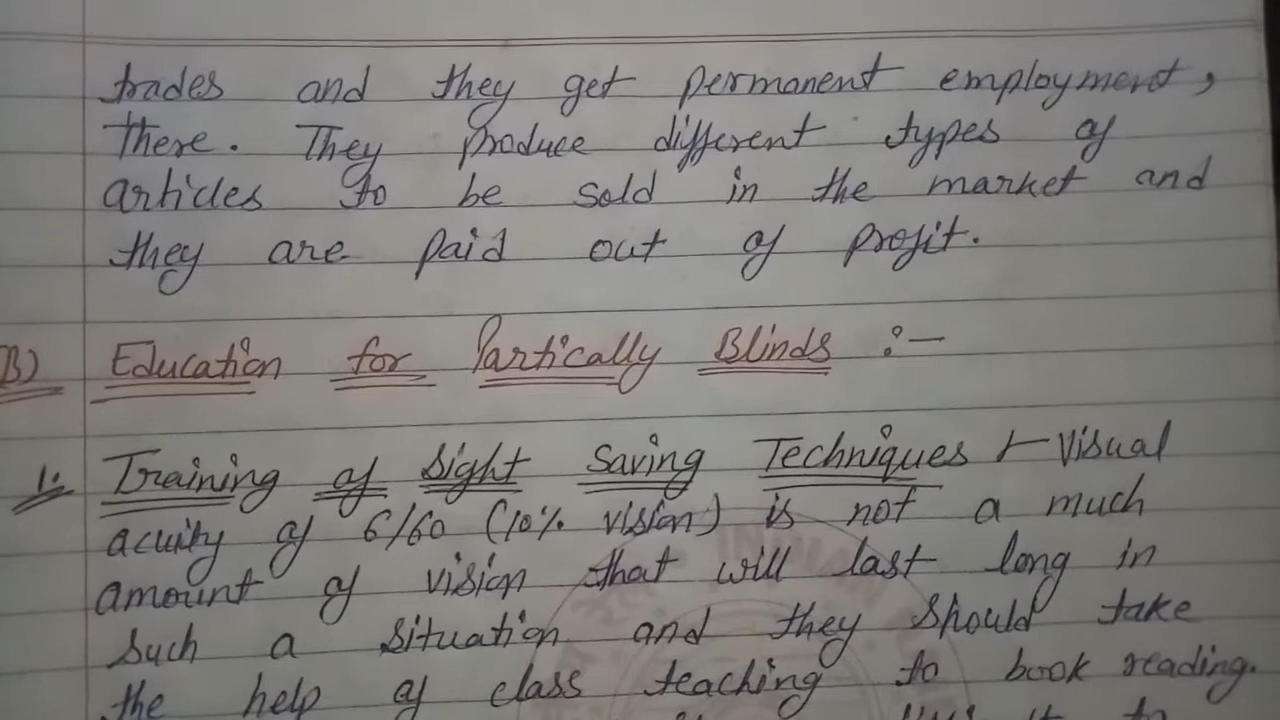 trades and they get permanent employment,
there. They produce different types of
articles to be sold in the market and
they are paid out of profit.
B) Education for Partically Blinds :-
1. Training of Sight Saving Techniques :- Visual
acuity of 6/60 (10% vision) is not a much
amount of vision that will last long in
such a situation and they should take
the help of class teaching to book reading.